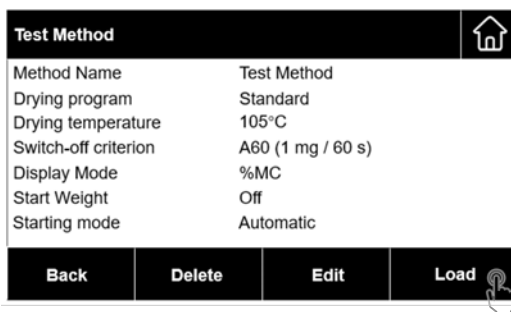 Test Method
Method Name Test Method
Drying program Standard
Drying temperature 105°C
Switch-off criterion A60 (1 mg / 60 s)
Display Mode %MC
Start Weight Off
Starting mode Automatic
Back Delete Edit Load